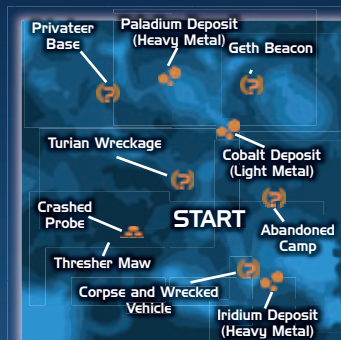 Privateer
Base
Paladium Deposit
(Heavy Metal)
Geth Beacon
Turian Wreckage
Cobalt Deposit
(Light Metal)
Crashed
Probe
START
Abandoned
Camp
Thresher Maw
Corpse and Wrecked
Vehicle
Iridium Deposit
(Heavy Metal)